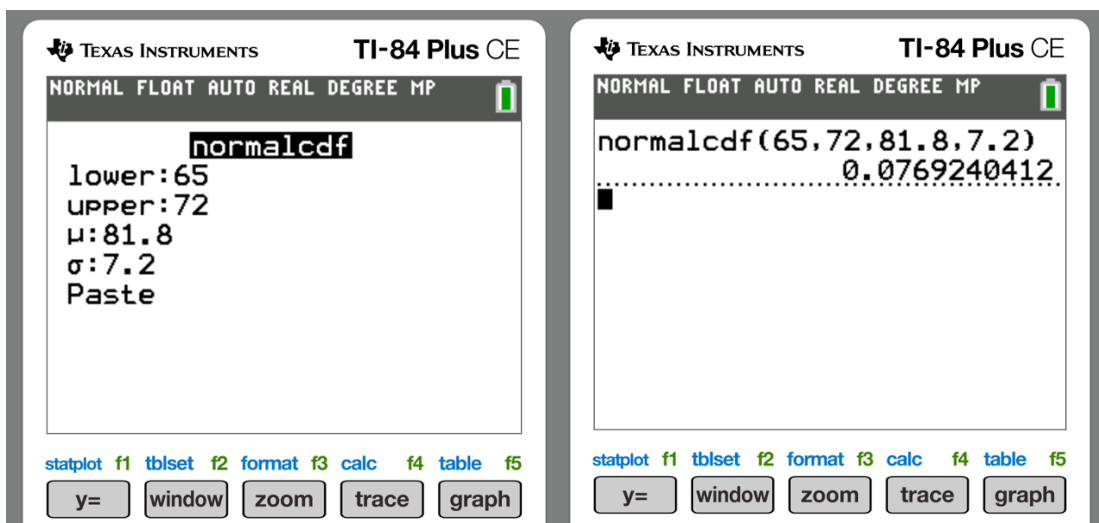 TEXAS INSTRUMENTS TI-84 Plus CE
NORMAL FLOAT AUTO REAL DEGREE MP
normalcdf
lower:65
upper:72
μ:81.8
σ:7.2
Paste
statplot f1 tblset f2 format f3 calc f4 table f5
y= window zoom trace graph
TEXAS INSTRUMENTS TI-84 Plus CE
NORMAL FLOAT AUTO REAL DEGREE MP
normalcdf(65,72,81.8,7.2)
0.0769240412
statplot f1 tblset f2 format f3 calc f4 table f5
y= window zoom trace graph